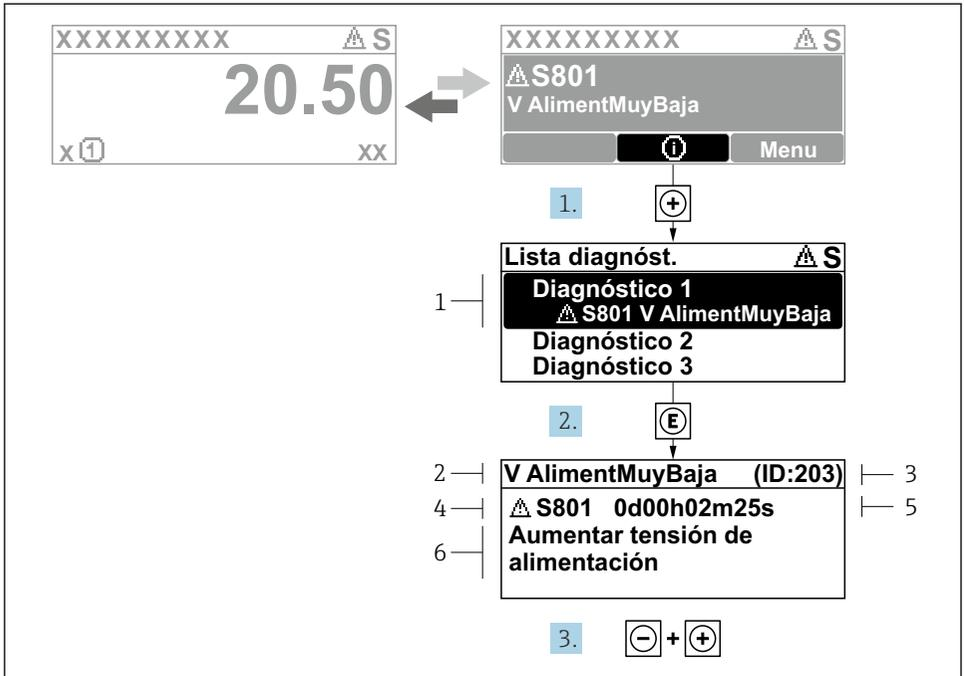 XXXXXXXXX ⚠ S
20.50
x ① xx
XXXXXXXXX ⚠ S
⚠ S801
V AlimentMuyBaja
ⓘ Menu
1. +
Lista diagnóst. ⚠ S
1
Diagnóstico 1
⚠ S801 V AlimentMuyBaja
Diagnóstico 2
Diagnóstico 3
2. E
2 V AlimentMuyBaja (ID:203) 3
4 ⚠ S801 0d00h02m25s 5
6
Aumentar tensión de
alimentación
3. - + +